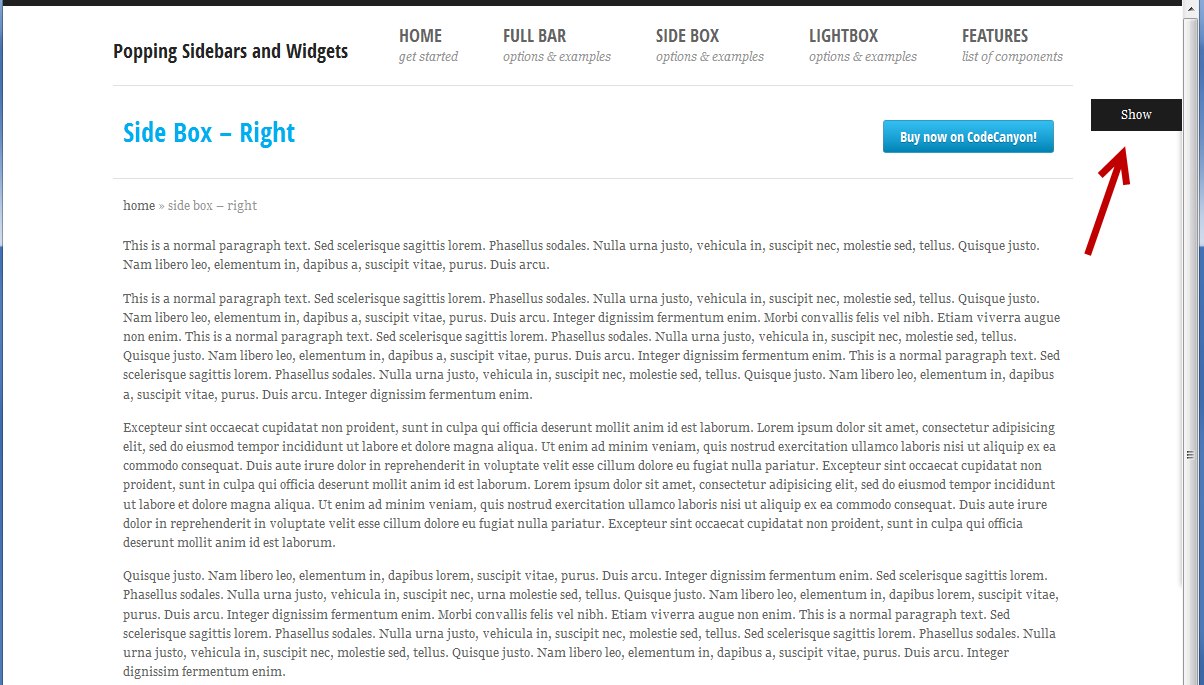 Popping Sidebars and Widgets
HOME
get started
FULL BAR
options & examples
SIDE BOX
options & examples
LIGHTBOX
options & examples
FEATURES
list of components
Show
Side Box – Right
Buy now on CodeCanyon!
home » side box – right
This is a normal paragraph text. Sed scelerisque sagittis lorem. Phasellus sodales. Nulla urna justo, vehicula in, suscipit nec, molestie sed, tellus. Quisque justo.
Nam libero leo, elementum in, dapibus a, suscipit vitae, purus. Duis arcu.
This is a normal paragraph text. Sed scelerisque sagittis lorem. Phasellus sodales. Nulla urna justo, vehicula in, suscipit nec, molestie sed, tellus. Quisque justo.
Nam libero leo, elementum in, dapibus a, suscipit vitae, purus. Duis arcu. Integer dignissim fermentum enim. Morbi convallis felis vel nibh. Etiam viverra augue
non enim. This is a normal paragraph text. Sed scelerisque sagittis lorem. Phasellus sodales. Nulla urna justo, vehicula in, suscipit nec, molestie sed, tellus.
Quisque justo. Nam libero leo, elementum in, dapibus a, suscipit vitae, purus. Duis arcu. Integer dignissim fermentum enim. This is a normal paragraph text. Sed
scelerisque sagittis lorem. Phasellus sodales. Nulla urna justo, vehicula in, suscipit nec, molestie sed, tellus. Quisque justo. Nam libero leo, elementum in, dapibus
a, suscipit vitae, purus. Duis arcu. Integer dignissim fermentum enim.
Excepteur sint occaecat cupidatat non proident, sunt in culpa qui officia deserunt mollit anim id est laborum. Lorem ipsum dolor sit amet, consectetur adipisicing
elit, sed do eiusmod tempor incididunt ut labore et dolore magna aliqua. Ut enim ad minim veniam, quis nostrud exercitation ullamco laboris nisi ut aliquip ex ea
commodo consequat. Duis aute irure dolor in reprehenderit in voluptate velit esse cillum dolore eu fugiat nulla pariatur. Excepteur sint occaecat cupidatat non
proident, sunt in culpa qui officia deserunt mollit anim id est laborum. Lorem ipsum dolor sit amet, consectetur adipisicing elit, sed do eiusmod tempor incididunt
ut labore et dolore magna aliqua. Ut enim ad minim veniam, quis nostrud exercitation ullamco laboris nisi ut aliquip ex ea commodo consequat. Duis aute irure
dolor in reprehenderit in voluptate velit esse cillum dolore eu fugiat nulla pariatur. Excepteur sint occaecat cupidatat non proident, sunt in culpa qui officia
deserunt mollit anim id est laborum.
Quisque justo. Nam libero leo, elementum in, dapibus lorem, suscipit vitae, purus. Duis arcu. Integer dignissim fermentum enim. Sed scelerisque sagittis lorem.
Phasellus sodales. Nulla urna justo, vehicula in, suscipit nec, urna molestie sed, tellus. Quisque justo. Nam libero leo, elementum in, dapibus lorem, suscipit vitae,
purus. Duis arcu. Integer dignissim fermentum enim. Morbi convallis felis vel nibh. Etiam viverra augue non enim. This is a normal paragraph text. Sed
scelerisque sagittis lorem. Phasellus sodales. Nulla urna justo, vehicula in, suscipit nec, molestie sed, tellus. Sed scelerisque sagittis lorem. Phasellus sodales. Nulla
urna justo, vehicula in, suscipit nec, molestie sed, tellus. Quisque justo. Nam libero leo, elementum in, dapibus a, suscipit vitae, purus. Duis arcu. Integer
dignissim fermentum enim.